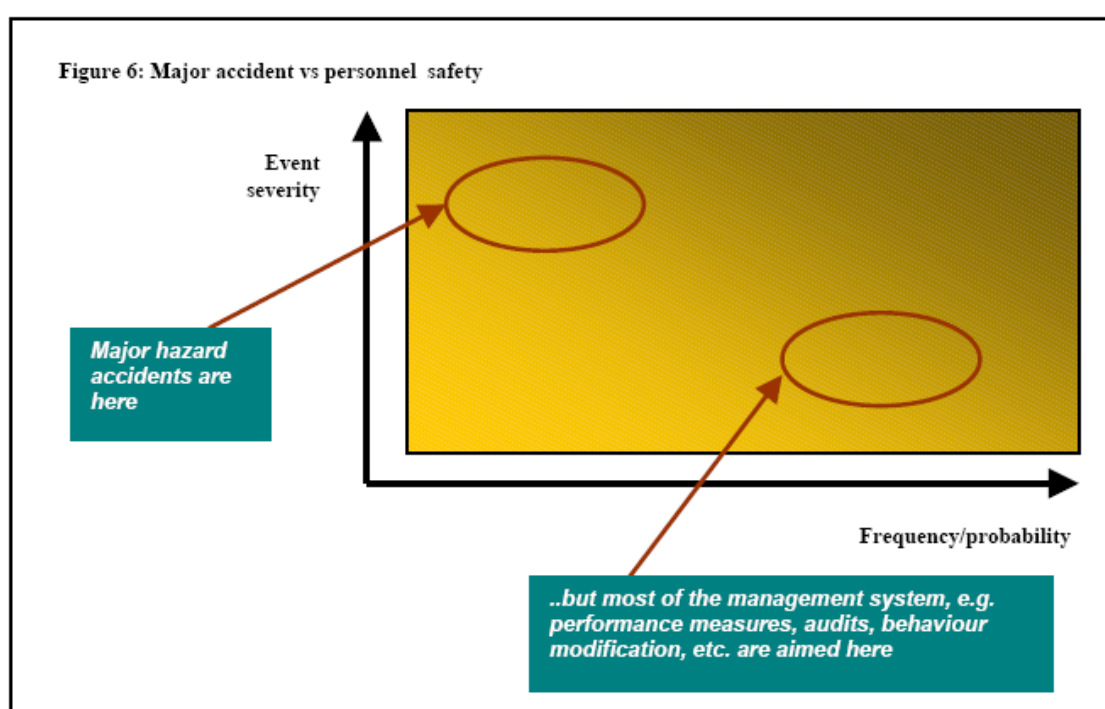 Figure 6: Major accident vs personnel safety
Event
severity
Major hazard
accidents are
here
Frequency/probability
..but most of the management system, e.g.
performance measures, audits, behaviour
modification, etc. are aimed here